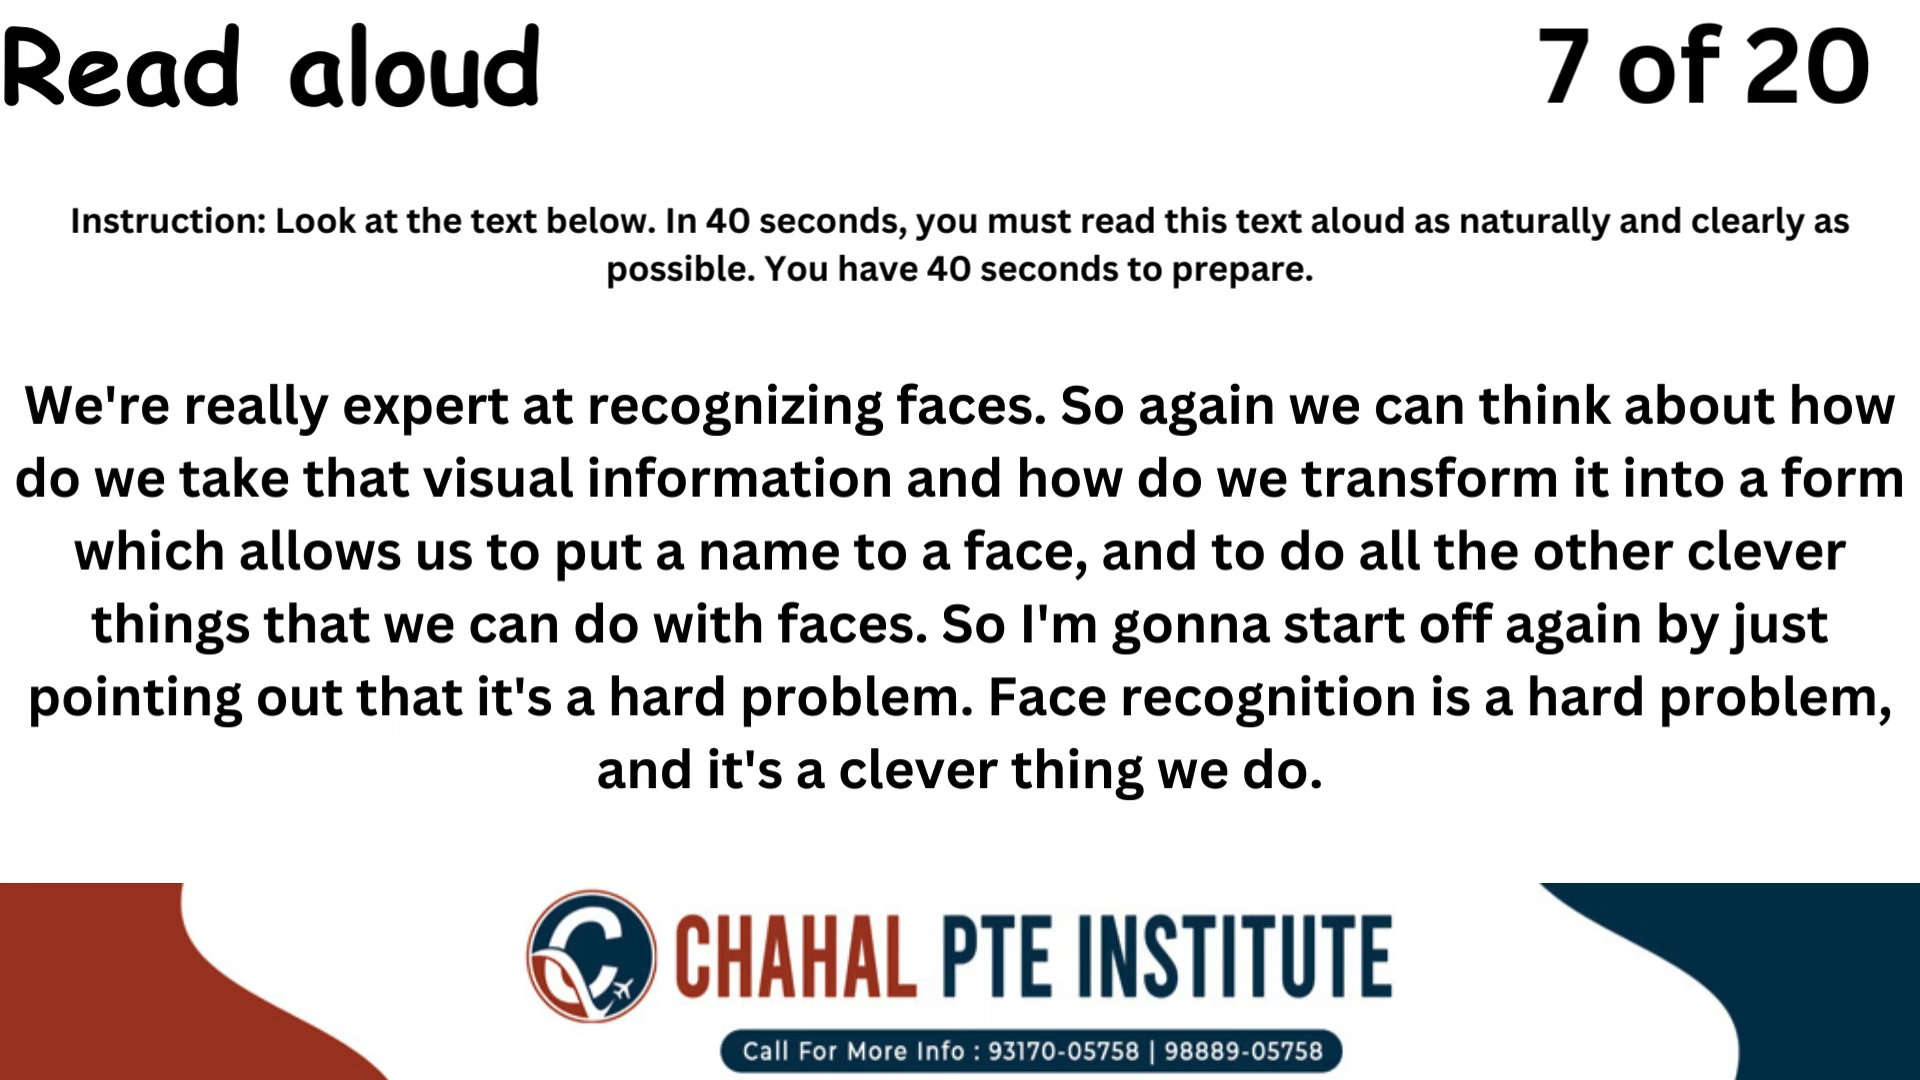 Read aloud
7 of 20
Instruction: Look at the text below. In 40 seconds, you must read this text aloud as naturally and clearly as
possible. You have 40 seconds to prepare.
We're really expert at recognizing faces. So again we can think about how
do we take that visual information and how do we transform it into a form
which allows us to put a name to a face, and to do all the other clever
things that we can do with faces. So I'm gonna start off again by just
pointing out that it's a hard problem. Face recognition is a hard problem,
and it's a clever thing we do.
CHAHAL PTE INSTITUTE
Call For More Info : 93170-05758 | 98889-05758